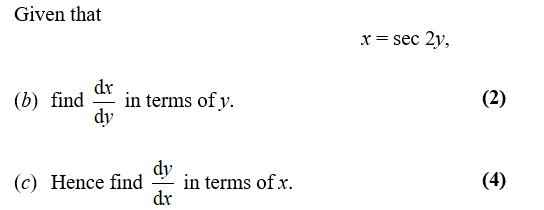 Given that
x = sec 2y,
(b) find dx/dy in terms of y. (2)
(c) Hence find dy/dx in terms of x. (4)